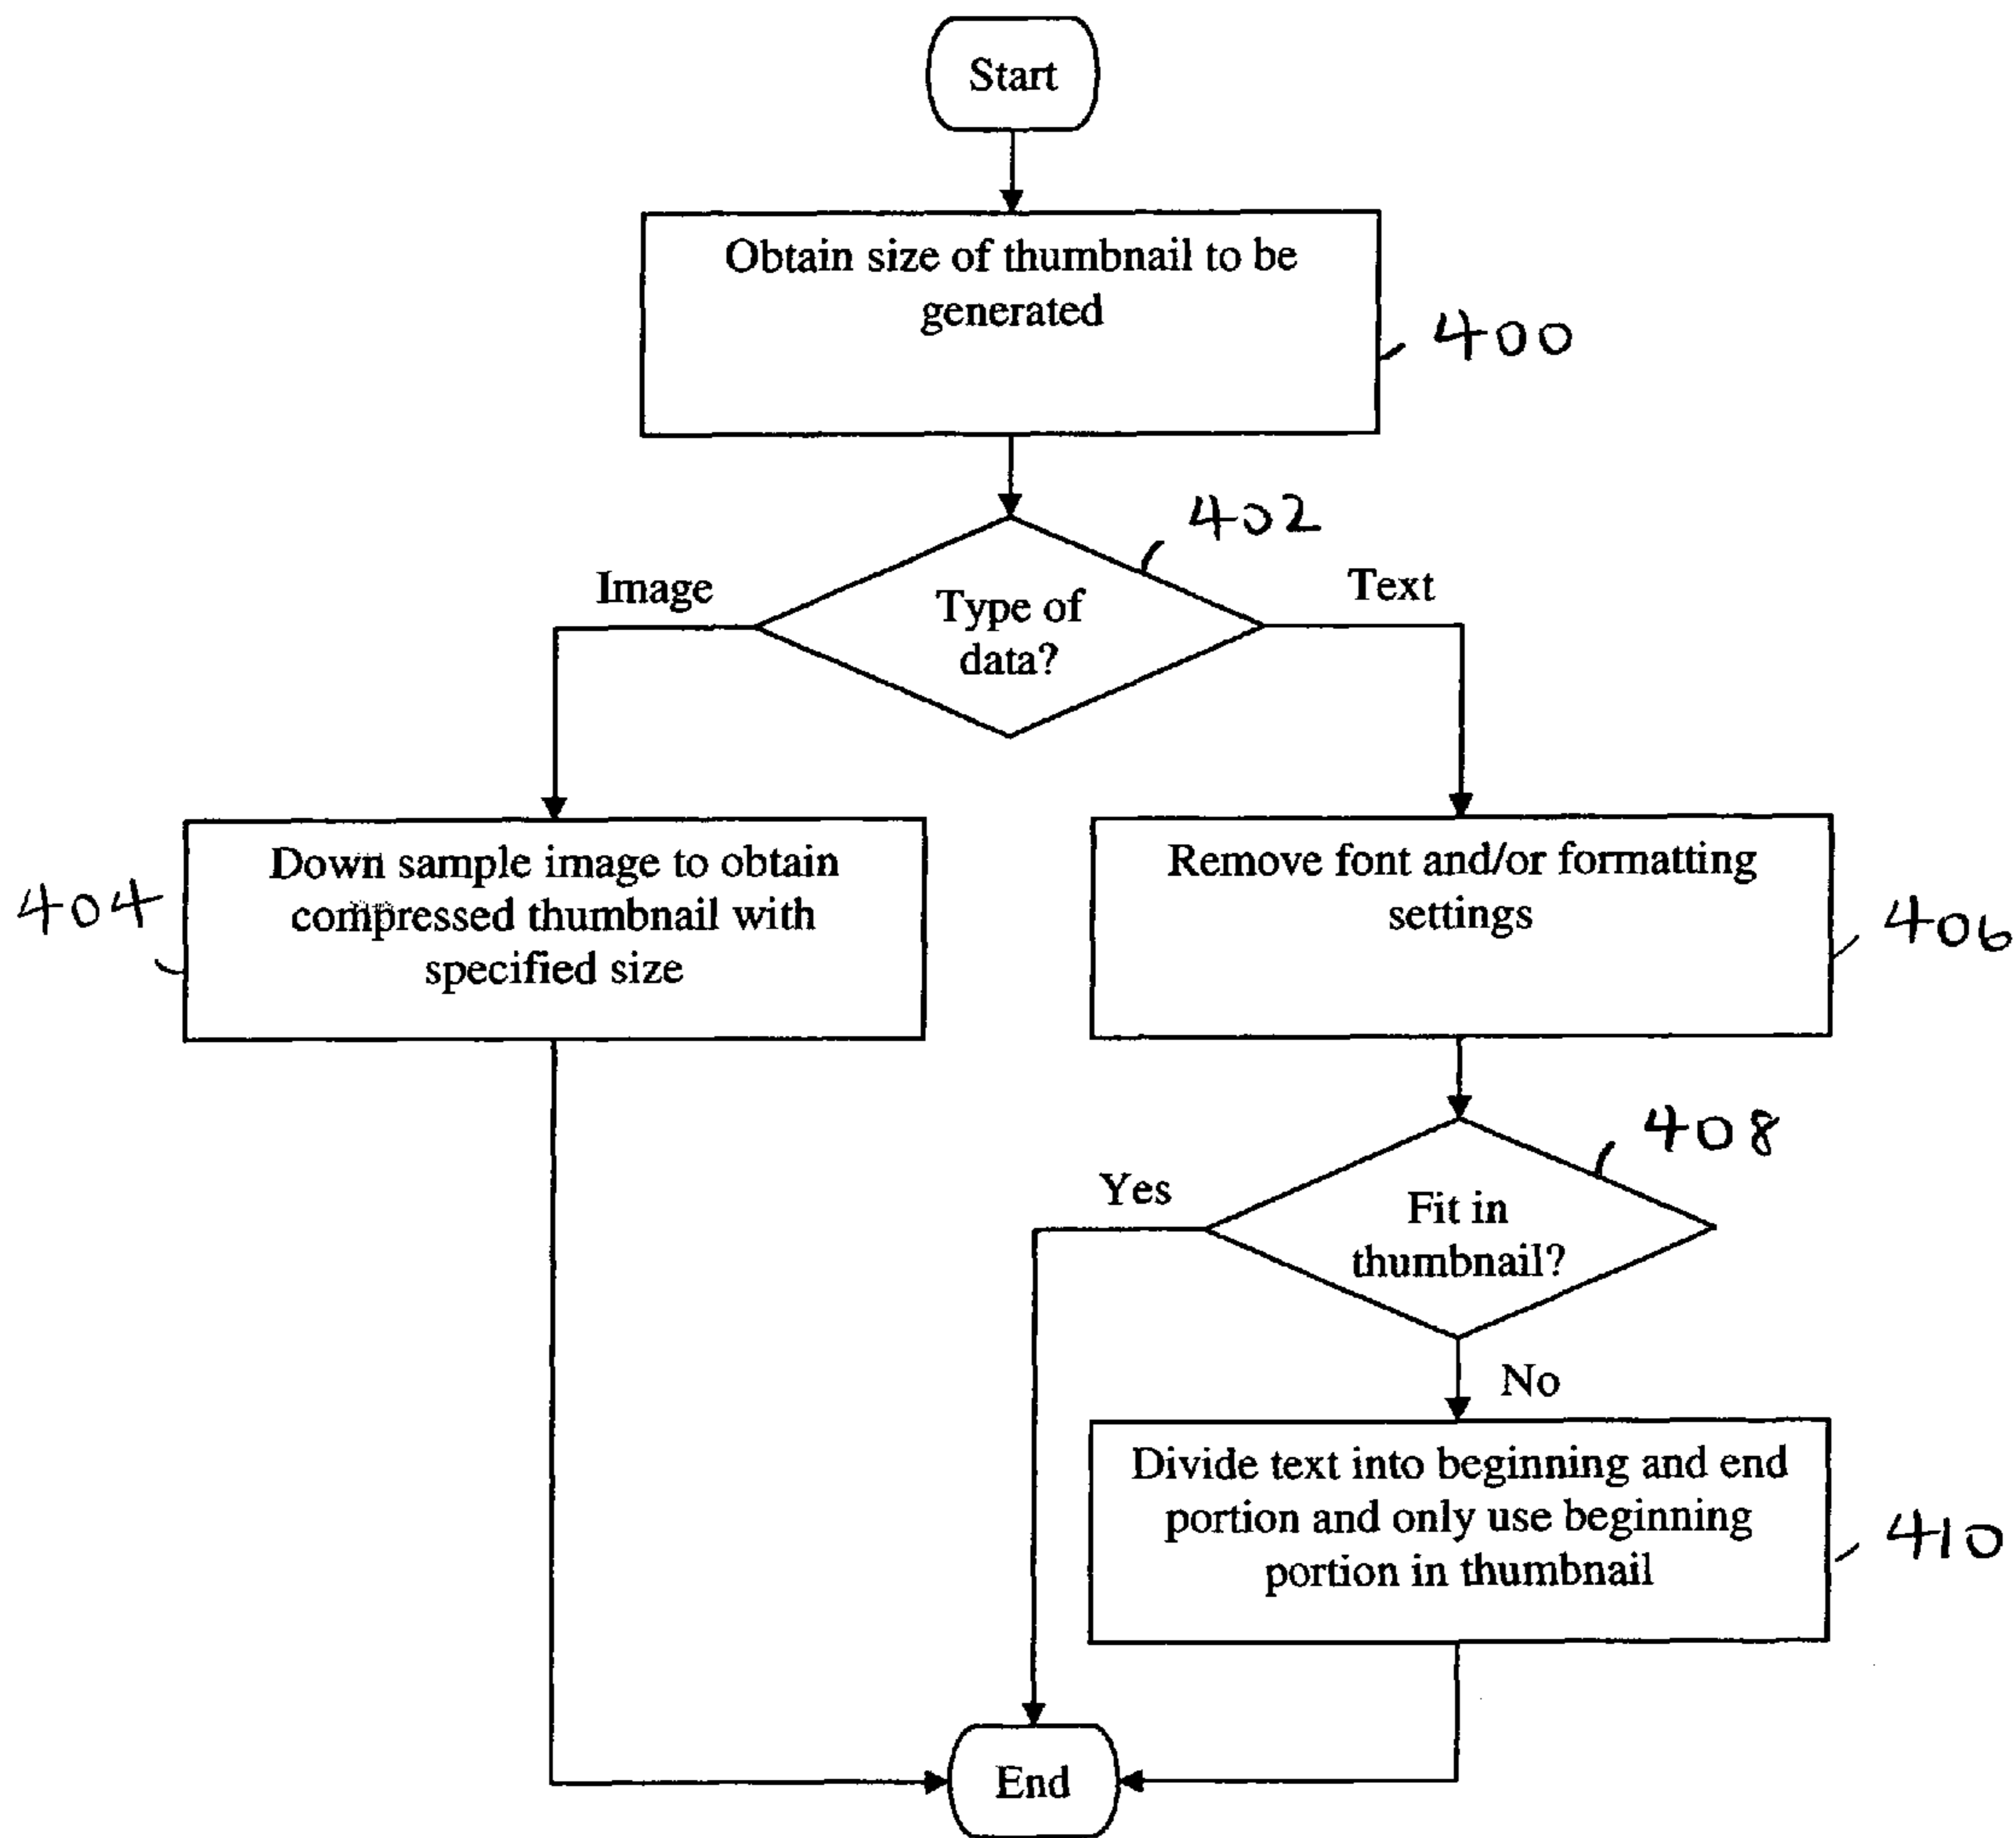 Start
Obtain size of thumbnail to be
generated
400
402
Image
Text
Type of
data?
404
Down sample image to obtain
compressed thumbnail with
specified size
Remove font and/or formatting
settings
406
408
Yes
Fit in
thumbnail?
No
Divide text into beginning and end
portion and only use beginning
portion in thumbnail
410
End